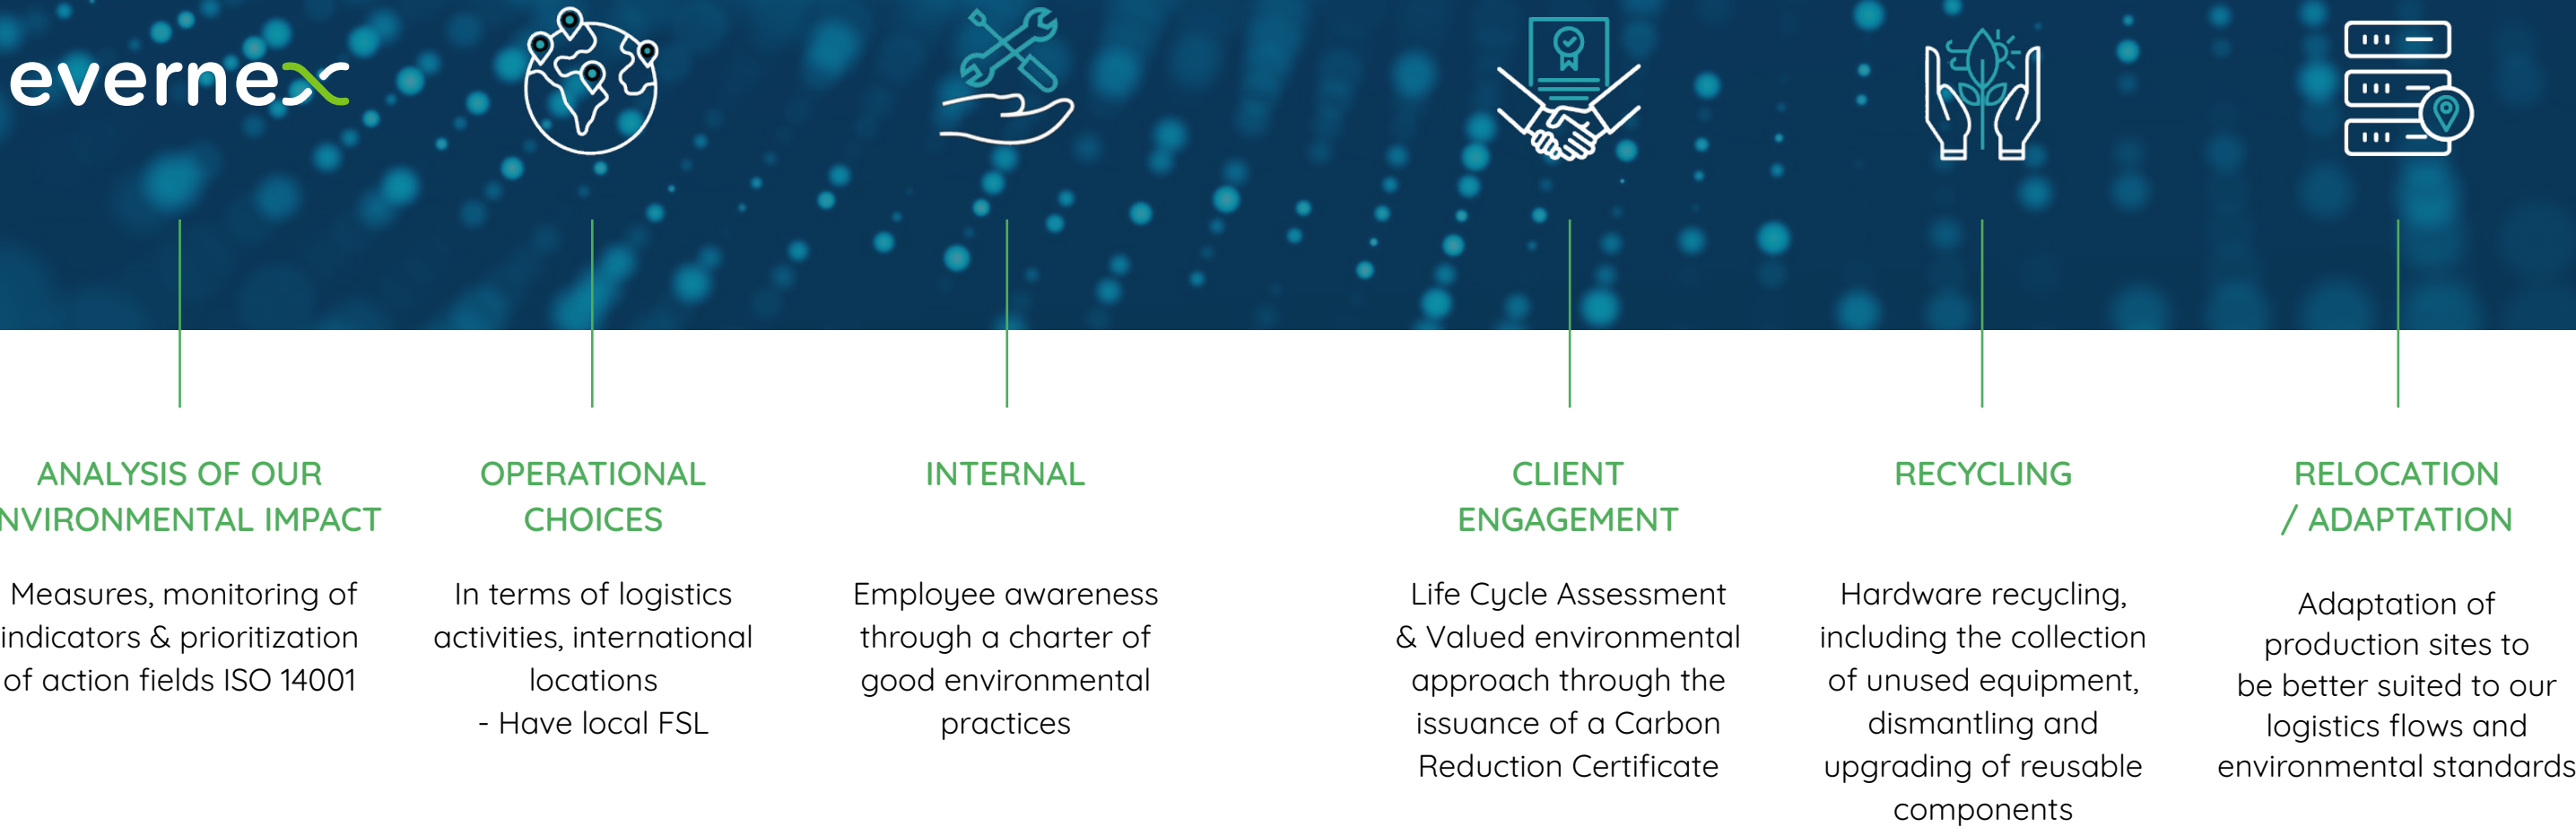 evernex
ANALYSIS OF OUR
NVIRONMENTAL IMPACT
Measures, monitoring of
indicators & prioritization
of action fields ISO 14001
OPERATIONAL
CHOICES
In terms of logistics
activities, international
locations
- Have local FSL
INTERNAL
Employee awareness
through a charter of
good environmental
practices
CLIENT
ENGAGEMENT
Life Cycle Assessment
& Valued environmental
approach through the
issuance of a Carbon
Reduction Certificate
RECYCLING
Hardware recycling,
including the collection
of unused equipment,
dismantling and
upgrading of reusable
components
RELOCATION
/ ADAPTATION
Adaptation of
production sites to
be better suited to our
logistics flows and
environmental standards